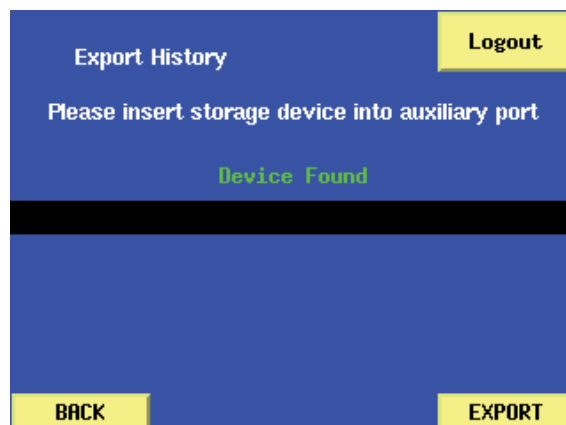 Logout
Export History
Please insert storage device into auxiliary port
Device Found
BACK
EXPORT